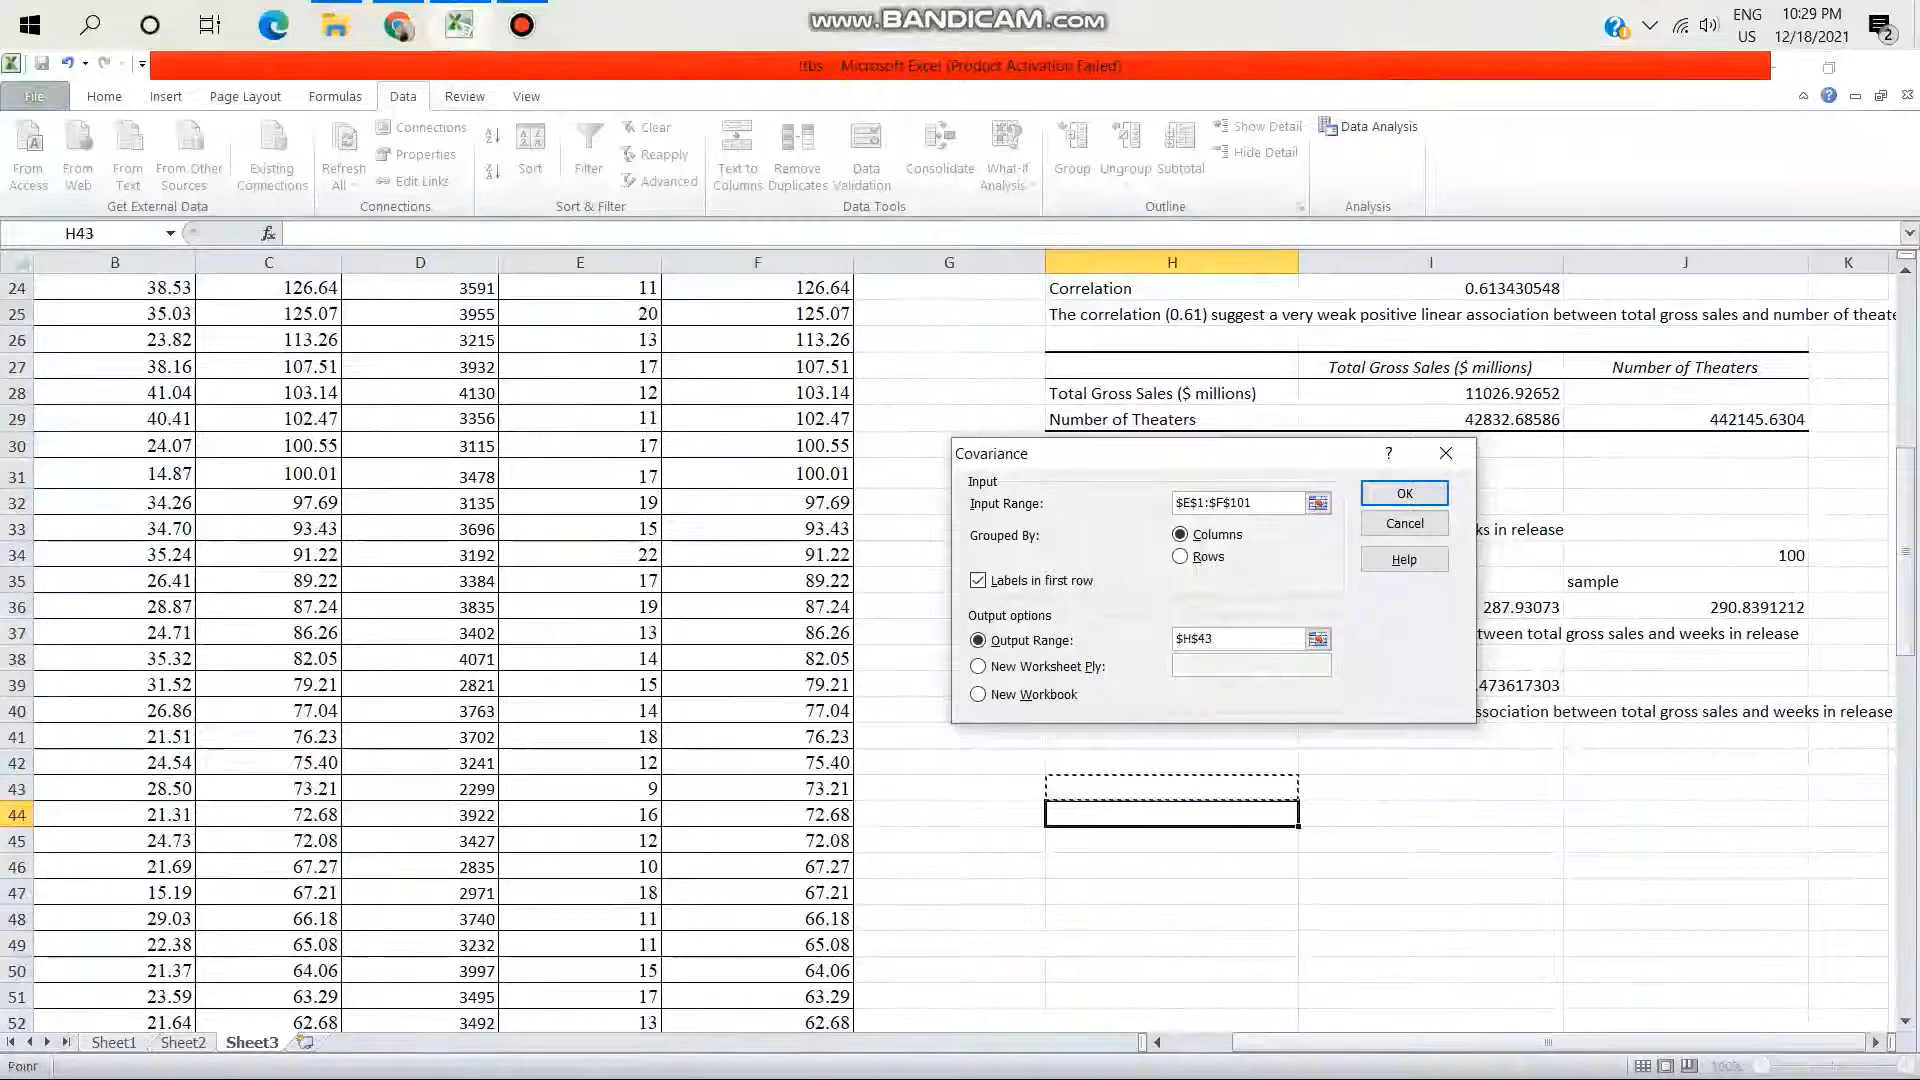 www.BANDICAM.com
ENG
US
10:29 PM
12/18/2021
2
Microsoft Excel (Product Activation Failed)
File Home Insert Page Layout Formulas Data Review View
From Access
From Web
From Text
From Other Sources
Existing Connections
Get External Data
Refresh All
Connections
Properties
Edit Links
Connections
Sort
Filter
Clear
Reapply
Advanced
Sort & Filter
Text to Columns
Remove Duplicates
Data Validation
Consolidate
What-If Analysis
Data Tools
Group
Ungroup
Subtotal
Show Detail
Hide Detail
Outline
Data Analysis
Analysis
H43 fx
B C D E F G H I J K
24 38.53 126.64 3591 11 126.64 Correlation 0.613430548
25 35.03 125.07 3955 20 125.07 The correlation (0.61) suggest a very weak positive linear association between total gross sales and number of theate
26 23.82 113.26 3215 13 113.26
27 38.16 107.51 3932 17 107.51 Total Gross Sales ($ millions) Number of Theaters
28 41.04 103.14 4130 12 103.14 Total Gross Sales ($ millions) 11026.92652
29 40.41 102.47 3356 11 102.47 Number of Theaters 42832.68586 442145.6304
30 24.07 100.55 3115 17 100.55
31 14.87 100.01 3478 17 100.01
32 34.26 97.69 3135 19 97.69
33 34.70 93.43 3696 15 93.43 ks in release
34 35.24 91.22 3192 22 91.22 100
35 26.41 89.22 3384 17 89.22 sample
36 28.87 87.24 3835 19 87.24 287.93073 290.8391212
37 24.71 86.26 3402 13 86.26 tween total gross sales and weeks in release
38 35.32 82.05 4071 14 82.05
39 31.52 79.21 2821 15 79.21 .473617303
40 26.86 77.04 3763 14 77.04 ssociation between total gross sales and weeks in release
41 21.51 76.23 3702 18 76.23
42 24.54 75.40 3241 12 75.40
43 28.50 73.21 2299 9 73.21
44 21.31 72.68 3922 16 72.68
45 24.73 72.08 3427 12 72.08
46 21.69 67.27 2835 10 67.27
47 15.19 67.21 2971 18 67.21
48 29.03 66.18 3740 11 66.18
49 22.38 65.08 3232 11 65.08
50 21.37 64.06 3997 15 64.06
51 23.59 63.29 3495 17 63.29
52 21.64 62.68 3492 13 62.68
Covariance ?
Input
Input Range: $E$1:$F$101
Grouped By: Columns
Rows
Labels in first row
Output options
Output Range: $H$43
New Worksheet Ply:
New Workbook
OK
Cancel
Help
Sheet1 Sheet2 Sheet3
Point 100%